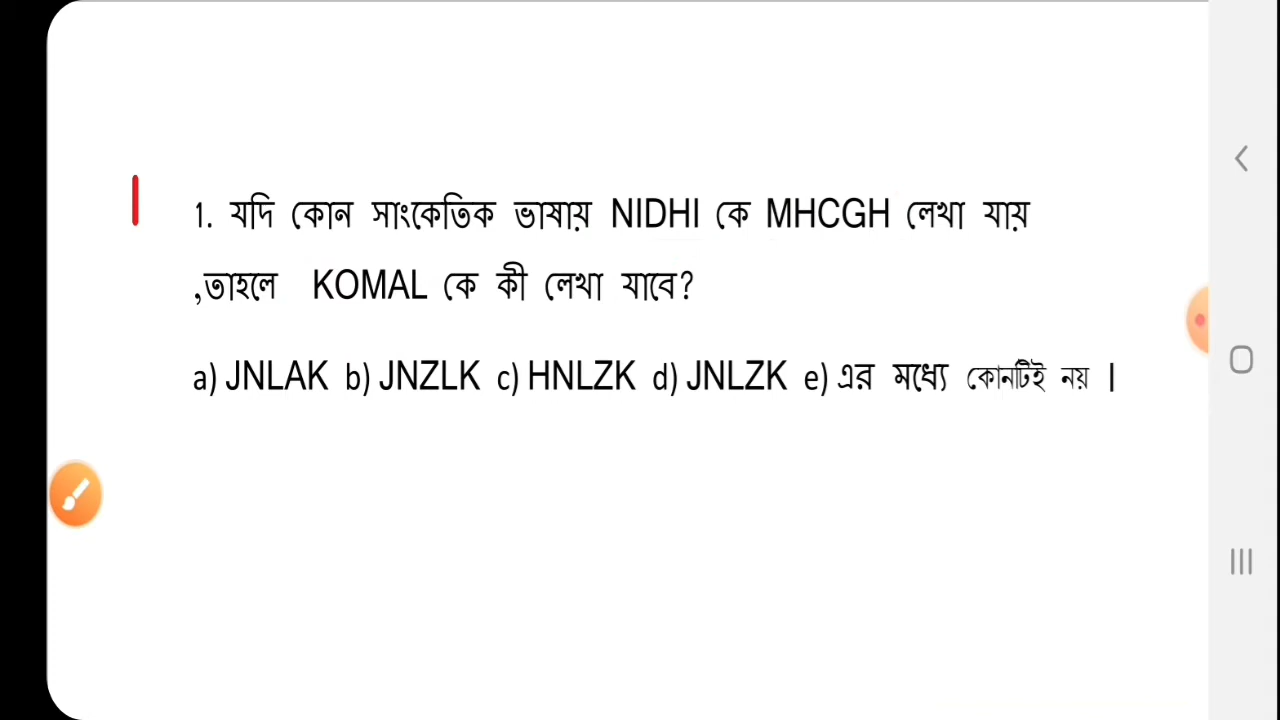 1. যদি কোন সাংকেতিক ভাষায় NIDHI কে MHCGH লেখা যায়
,তাহলে KOMAL কে কী লেখা যাবে?
a) JNLAK b) JNZLK c) HNLZK d) JNLZK e) এর মধ্যে কোনটিই নয় ।